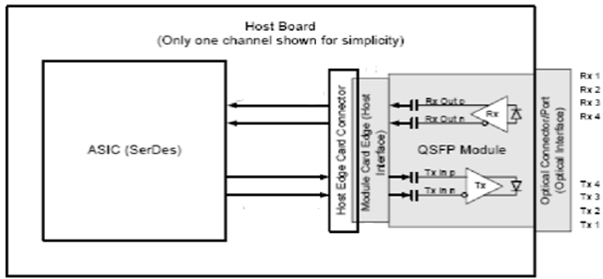 Host Board
(Only one channel shown for simplicity)
ASIC (SerDes)
Host Edge Card Connector
Module Card Edge (Host
Interface)
Rx Out p
Rx Out n
Rx
QSFP Module
Tx In p
Tx In n
Tx
Optical Connector/Port
(Optical Interface)
Rx 1
Rx 2
Rx 3
Rx 4
Tx 4
Tx 3
Tx 2
Tx 1